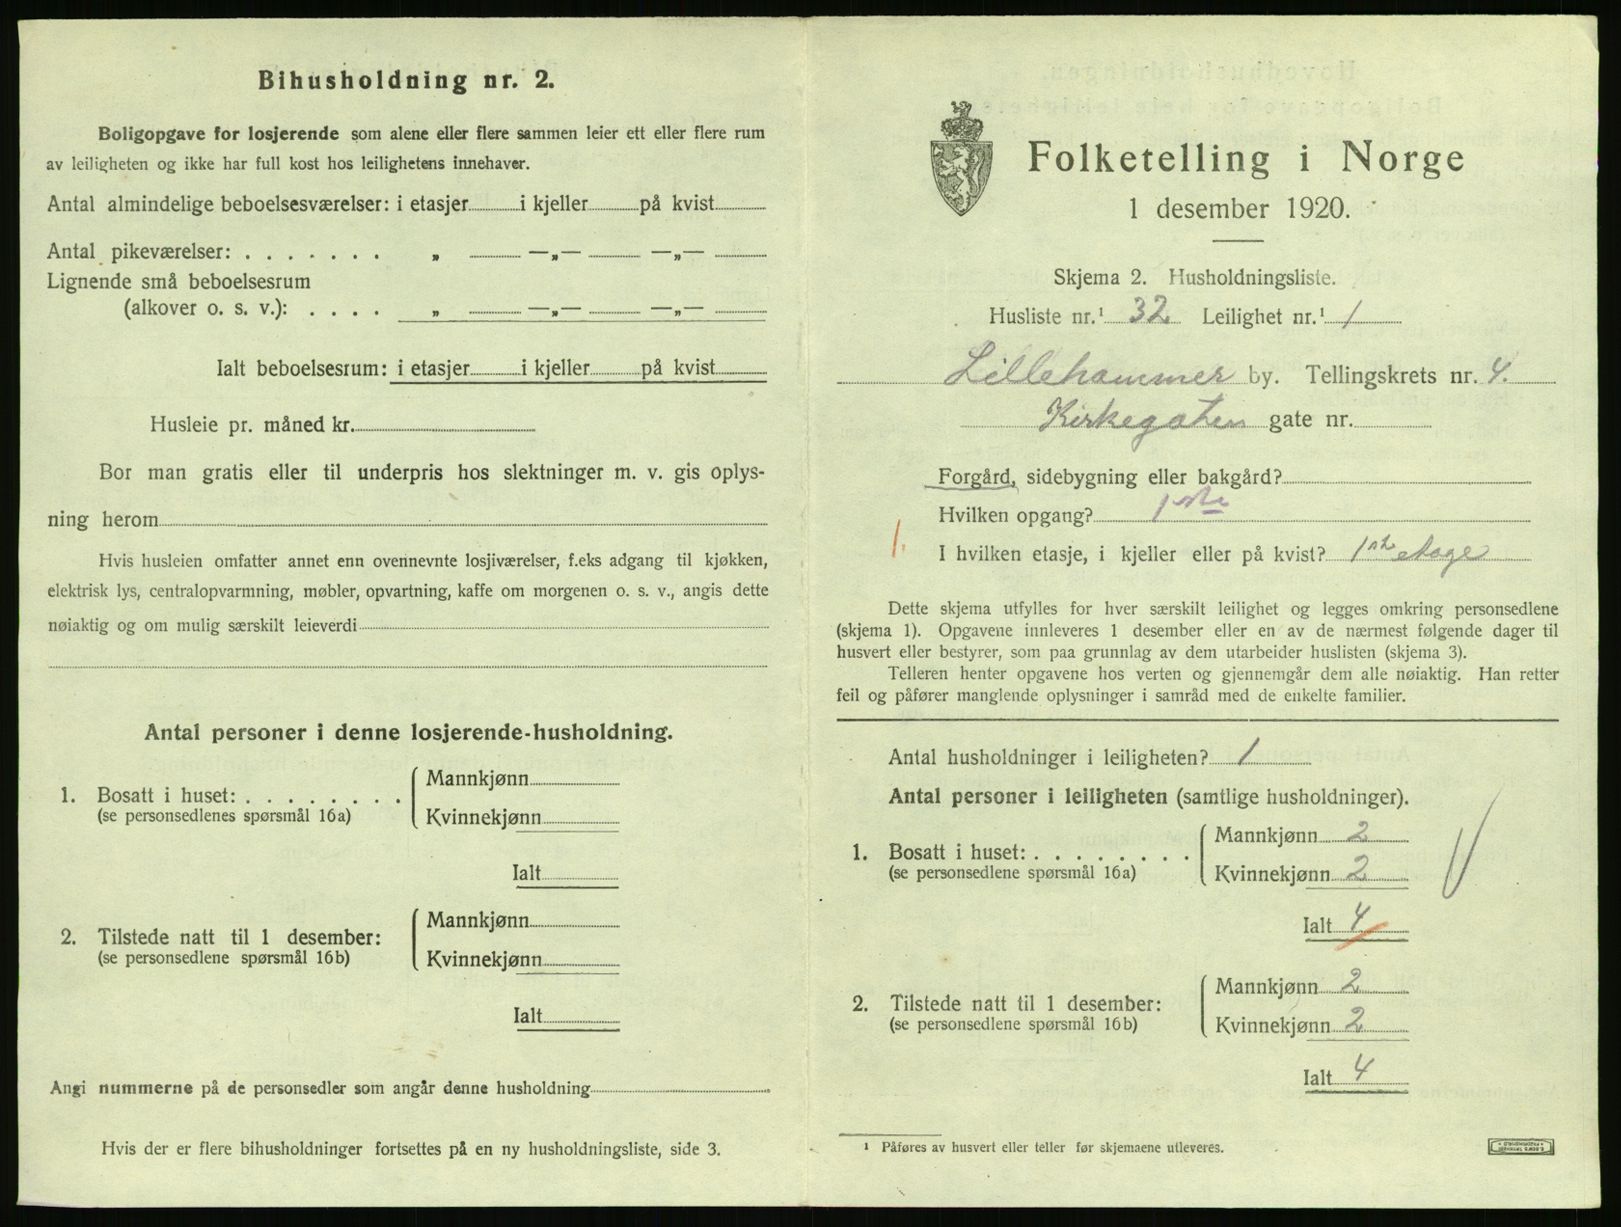 Bihusholdning nr. 2.
Boligopgave for losjerende som alene eller flere sammen leier ett eller flere rum
av leiligheten og ikke har full kost hos leilighetens innehaver.
Antal almindelige beboelsesværelser: i etasjer i kjeller på kvist
Antal pikeværelser: . . . . . . . „ —„— —„—
Lignende små beboelsesrum
(alkover o. s. v.): . . . . „ —„— —„—
Ialt beboelsesrum: i etasjer i kjeller på kvist
Husleie pr. måned kr.
Bor man gratis eller til underpris hos slektninger m. v. gis oplys-
ning herom
Hvis husleien omfatter annet enn ovennevnte losjiværelser, f.eks adgang til kjøkken,
elektrisk lys, centralopvarmning, møbler, opvartning, kaffe om morgenen o. s. v., angis dette
nøiaktig og om mulig særskilt leieverdi
Antal personer i denne losjerende-husholdning.
Mannkjønn
1. Bosatt i huset: . . . . . . . .
(se personsedlenes spørsmål 16a)
Kvinnekjønn
Ialt
Mannkjønn
2. Tilstede natt til 1 desember:
(se personsedlene spørsmål 16b)
Kvinnekjønn
Ialt
Angi nummerne på de personsedler som angår denne husholdning
Hvis der er flere bihusholdninger fortsettes på en ny husholdningsliste, side 3.
Folketelling i Norge
1 desember 1920.
Skjema 2. Husholdningsliste.
Husliste nr.¹ 32 Leilighet nr.¹ 1
Lillehammer by. Tellingskrets nr. 4.
Kirkegaten gate nr.
Forgård, sidebygning eller bakgård?
Hvilken opgang? 1ste
1.
I hvilken etasje, i kjeller eller på kvist? 1ste etage
Dette skjema utfylles for hver særskilt leilighet og legges omkring personsedlene
(skjema 1). Opgavene innleveres 1 desember eller en av de nærmest følgende dager til
husvert eller bestyrer, som paa grunnlag av dem utarbeider huslisten (skjema 3).
Telleren henter opgavene hos verten og gjennemgår dem alle nøiaktig. Han retter
feil og påfører manglende oplysninger i samråd med de enkelte familier.
Antal husholdninger i leiligheten? 1
Antal personer i leiligheten (samtlige husholdninger).
Mannkjønn 2
1. Bosatt i huset: . . . . . . . .
(se personsedlene spørsmål 16a)
Kvinnekjønn 2
Ialt 4
Mannkjønn 2
2. Tilstede natt til 1 desember:
(se personsedlene spørsmål 16b)
Kvinnekjønn 2
Ialt 4
¹ Påføres av husvert eller teller før skjemaene utleveres.